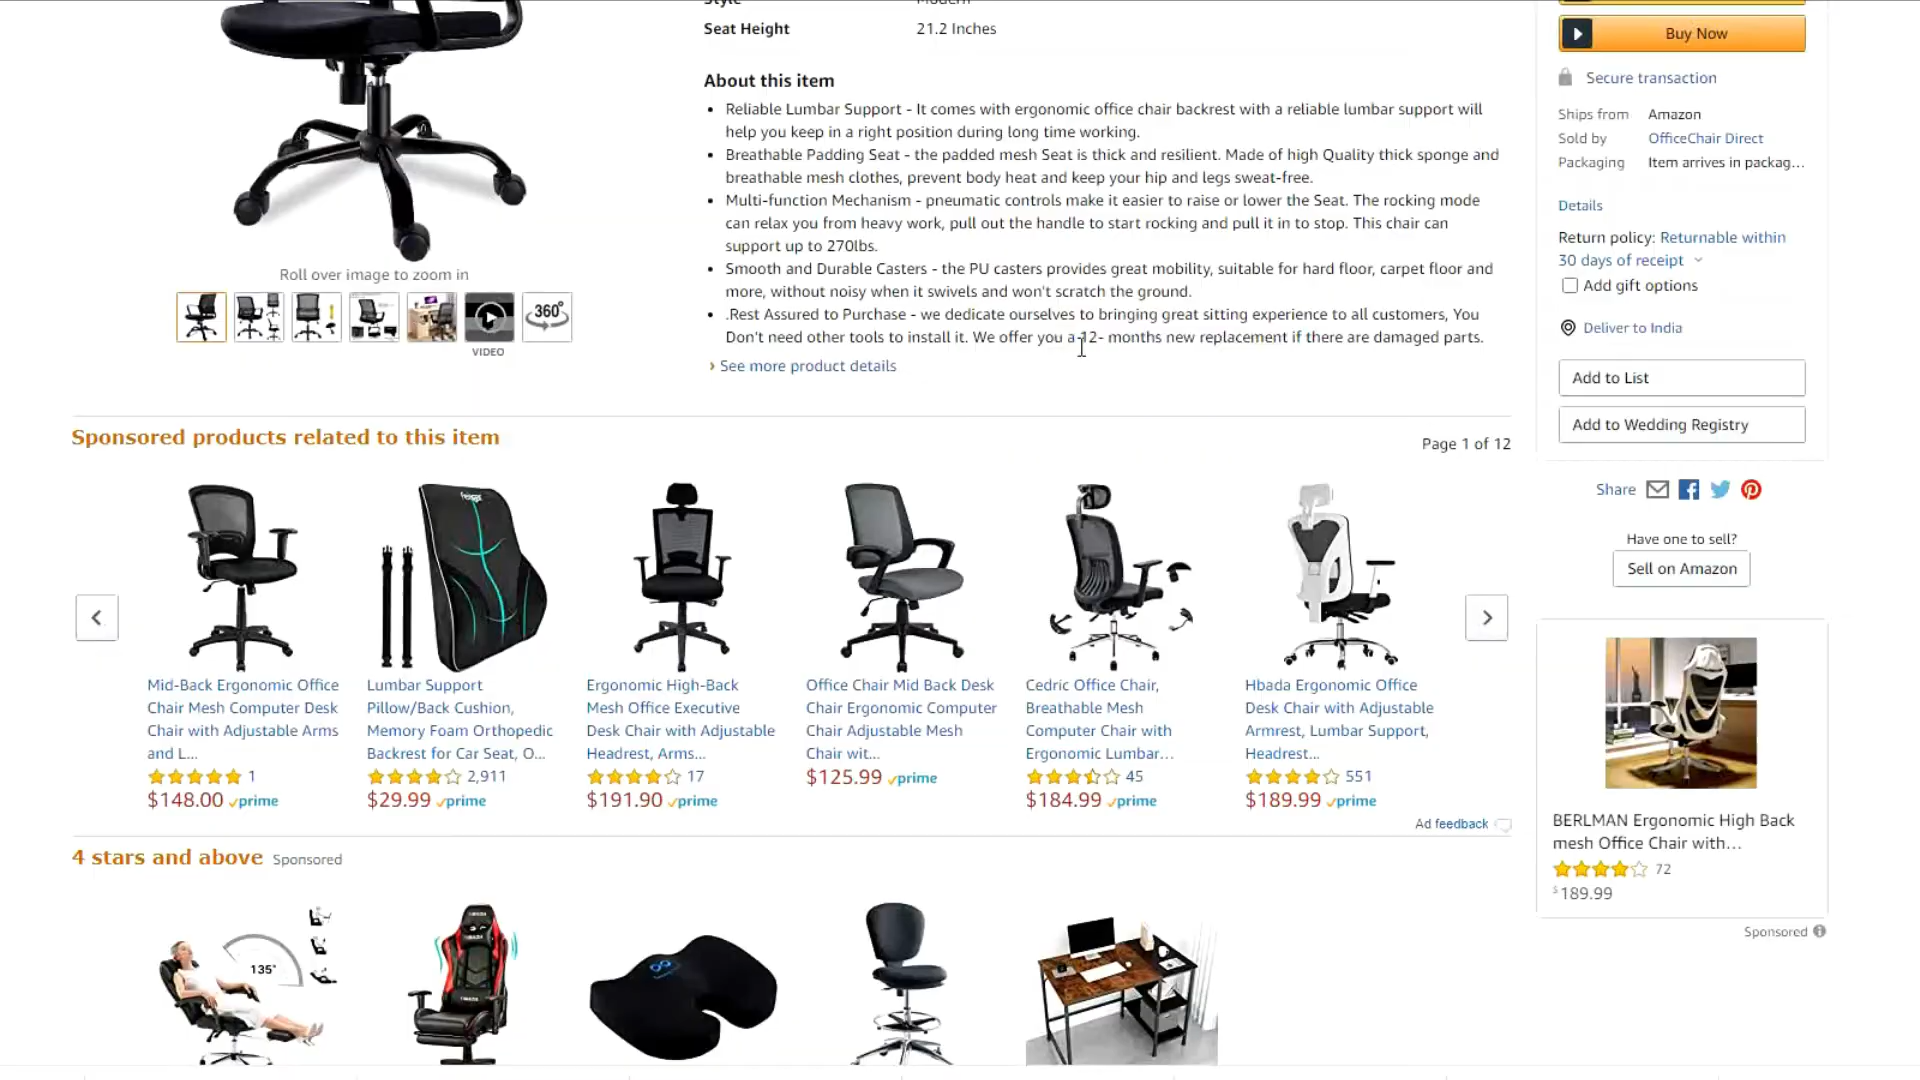 Style Modern
Seat Height 21.2 Inches
About this item
Reliable Lumbar Support - It comes with ergonomic office chair backrest with a reliable lumbar support will
help you keep in a right position during long time working.
Breathable Padding Seat - the padded mesh Seat is thick and resilient. Made of high Quality thick sponge and
breathable mesh clothes, prevent body heat and keep your hip and legs sweat-free.
Multi-function Mechanism - pneumatic controls make it easier to raise or lower the Seat. The rocking mode
can relax you from heavy work, pull out the handle to start rocking and pull it in to stop. This chair can
support up to 270lbs.
Smooth and Durable Casters - the PU casters provides great mobility, suitable for hard floor, carpet floor and
more, without noisy when it swivels and won't scratch the ground.
.Rest Assured to Purchase - we dedicate ourselves to bringing great sitting experience to all customers, You
Don't need other tools to install it. We offer you a 12- months new replacement if there are damaged parts.
› See more product details
Roll over image to zoom in
360°
VIDEO
Buy Now
Secure transaction
Ships from Amazon
Sold by OfficeChair Direct
Packaging Item arrives in packag...
Details
Return policy: Returnable within
30 days of receipt
Add gift options
Deliver to India
Add to List
Add to Wedding Registry
Share
Have one to sell?
Sell on Amazon
Sponsored products related to this item
Page 1 of 12
Mid-Back Ergonomic Office
Chair Mesh Computer Desk
Chair with Adjustable Arms
and L...
1
$148.00 prime
Lumbar Support
Pillow/Back Cushion,
Memory Foam Orthopedic
Backrest for Car Seat, O...
2,911
$29.99 prime
Ergonomic High-Back
Mesh Office Executive
Desk Chair with Adjustable
Headrest, Arms...
17
$191.90 prime
Office Chair Mid Back Desk
Chair Ergonomic Computer
Chair Adjustable Mesh
Chair wit...
$125.99 prime
Cedric Office Chair,
Breathable Mesh
Computer Chair with
Ergonomic Lumbar...
45
$184.99 prime
Hbada Ergonomic Office
Desk Chair with Adjustable
Armrest, Lumbar Support,
Headrest...
551
$189.99 prime
Ad feedback
BERLMAN Ergonomic High Back
mesh Office Chair with...
72
$189.99
Sponsored
4 stars and above Sponsored
135°